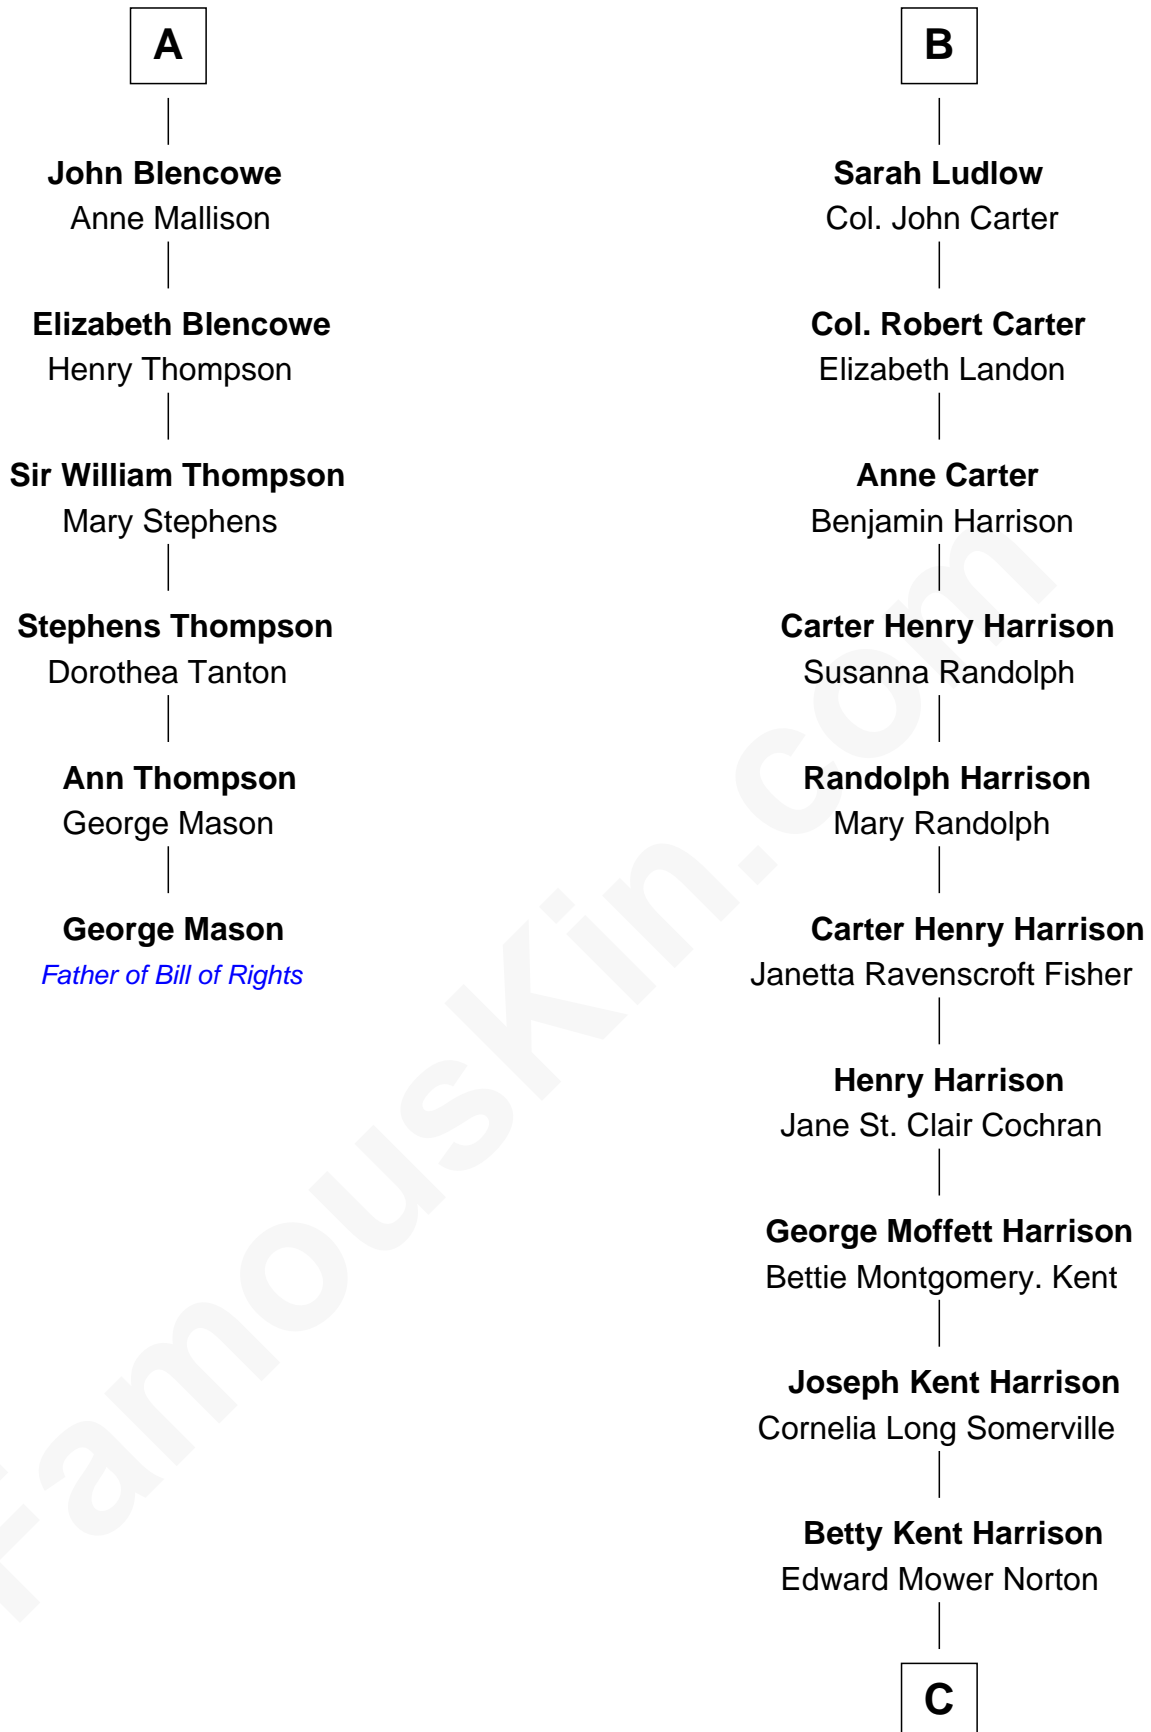 A
John Blencowe
Anne Mallison
Elizabeth Blencowe
Henry Thompson
Sir William Thompson
Mary Stephens
Stephens Thompson
Dorothea Tanton
Ann Thompson
George Mason
George Mason
Father of Bill of Rights
B
Sarah Ludlow
Col. John Carter
Col. Robert Carter
Elizabeth Landon
Anne Carter
Benjamin Harrison
Carter Henry Harrison
Susanna Randolph
Randolph Harrison
Mary Randolph
Carter Henry Harrison
Janetta Ravenscroft Fisher
Henry Harrison
Jane St. Clair Cochran
George Moffett Harrison
Bettie Montgomery. Kent
Joseph Kent Harrison
Cornelia Long Somerville
Betty Kent Harrison
Edward Mower Norton
C
FamousKin.com